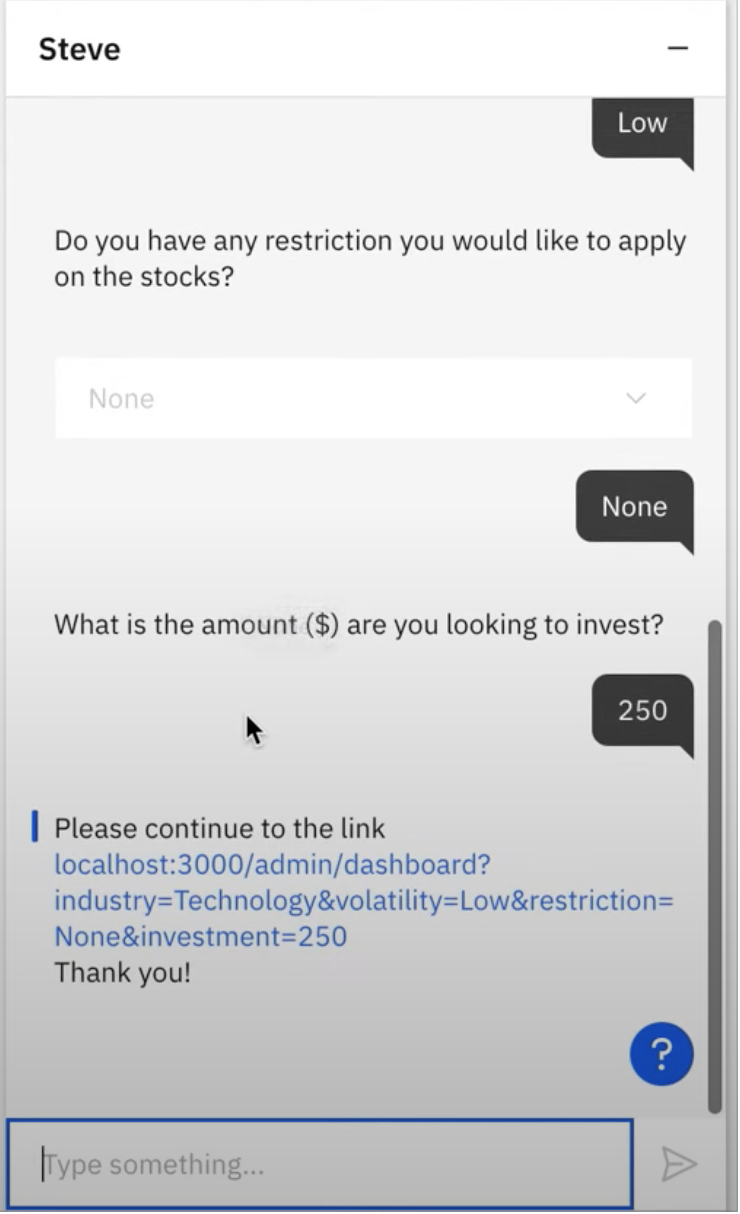 Steve
Low
Do you have any restriction you would like to apply
on the stocks?
None
None
What is the amount ($) are you looking to invest?
250
Please continue to the link
localhost:3000/admin/dashboard?
industry=Technology&volatility=Low&restriction=
None&investment=250
Thank you!
?
Type something...